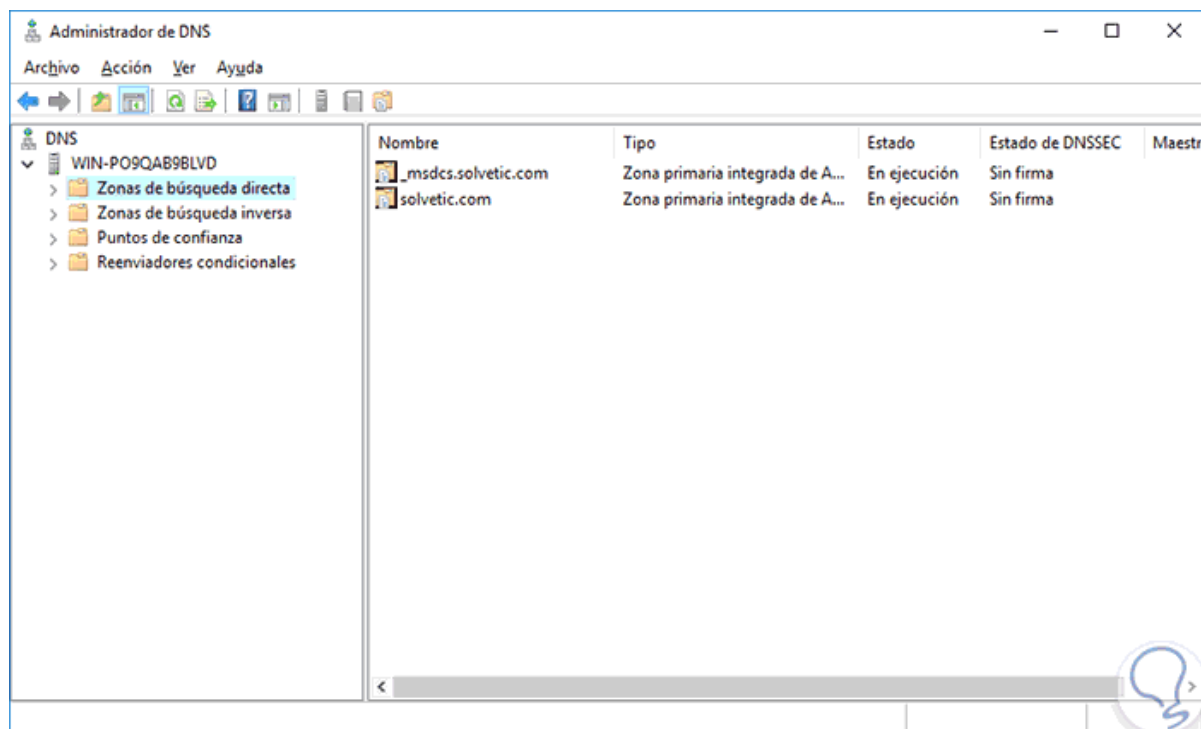 Administrador de DNS
Archivo Acción Ver Ayuda
DNS
WIN-PO9QAB9BLVD
Zonas de búsqueda directa
Zonas de búsqueda inversa
Puntos de confianza
Reenviadores condicionales
Nombre Tipo Estado Estado de DNSSEC Maestr
_msdcs.solvetic.com Zona primaria integrada de A... En ejecución Sin firma
solvetic.com Zona primaria integrada de A... En ejecución Sin firma